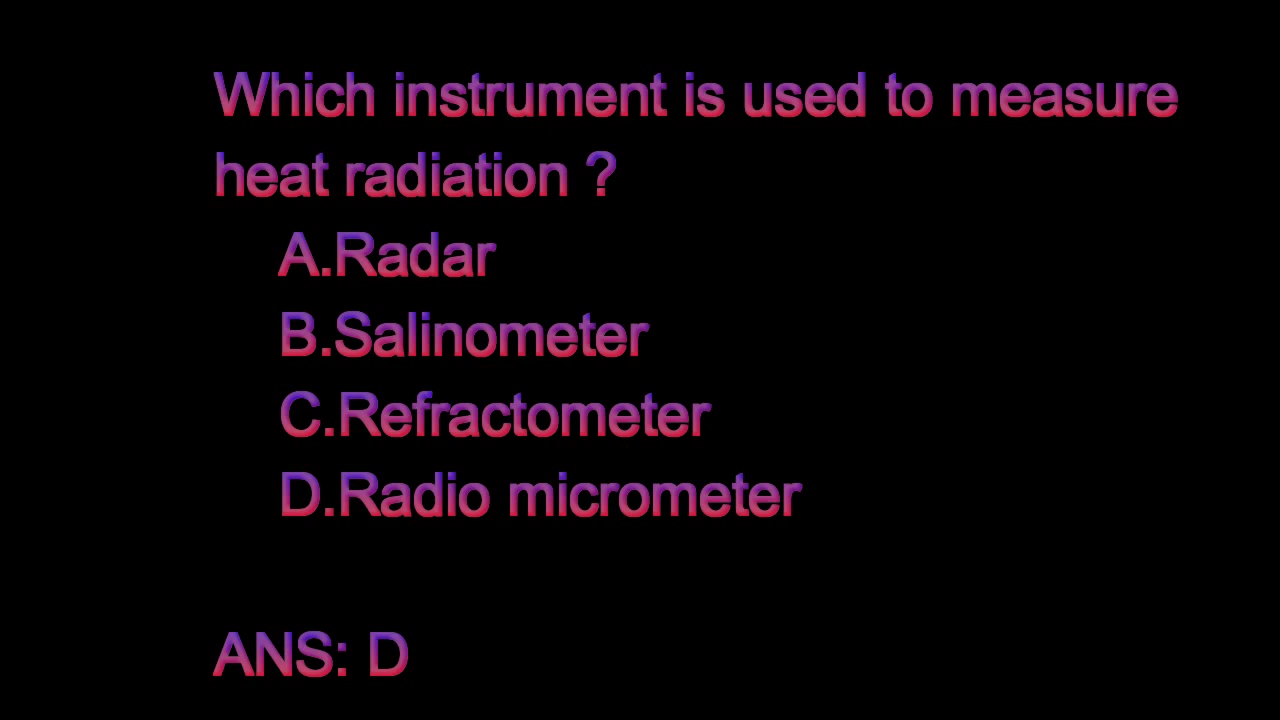 Which instrument is used to measure
heat radiation ?
A.Radar
B.Salinometer
C.Refractometer
D.Radio micrometer
ANS: D